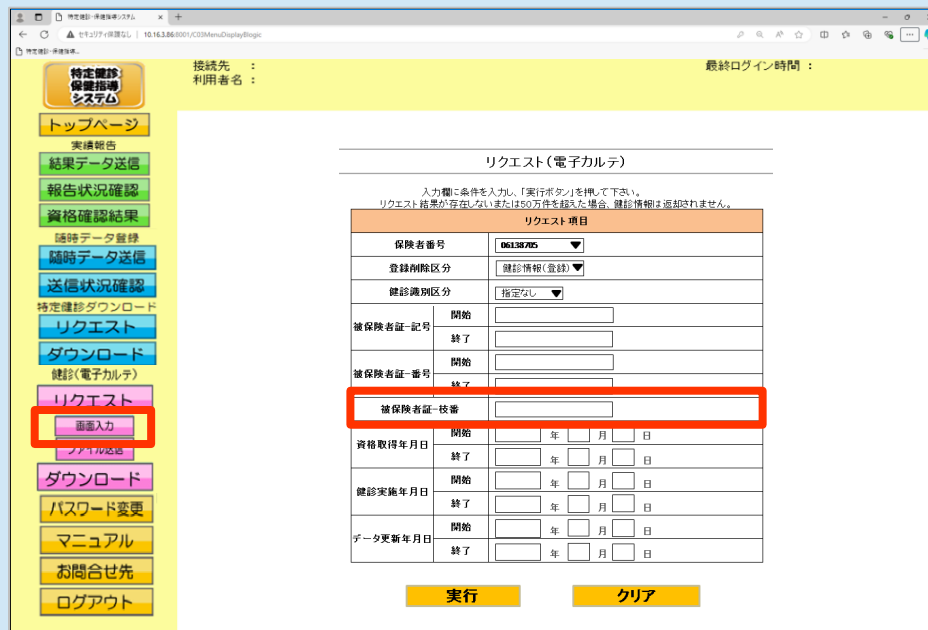 特定健診・保健指導システム
セキュリティ保護なし 10.16.3.86:8001/C03MenuDisplayBlogic
特定健診・保健指導...
特定健診
保健指導
システム
接続先 :
利用者名 :
最終ログイン時間 :
トップページ
実績報告
結果データ送信
報告状況確認
資格確認結果
随時データ登録
随時データ送信
送信状況確認
特定健診ダウンロード
リクエスト
ダウンロード
健診(電子カルテ)
リクエスト
画面入力
ファイル送信
ダウンロード
パスワード変更
マニュアル
お問合せ先
ログアウト
リクエスト(電子カルテ)
入力欄に条件を入力し、「実行ボタン」を押して下さい。
リクエスト結果が存在しないまたは50万件を超えた場合、健診情報は返却されません。
リクエスト項目
保険者番号 06138705 ▼
登録削除区分 健診情報(登録)▼
健診識別区分 指定なし ▼
被保険者証-記号 開始
終了
被保険者証-番号 開始
終了
被保険者証-枝番
資格取得年月日 開始 年 月 日
終了 年 月 日
健診実施年月日 開始 年 月 日
終了 年 月 日
データ更新年月日 開始 年 月 日
終了 年 月 日
実行 クリア